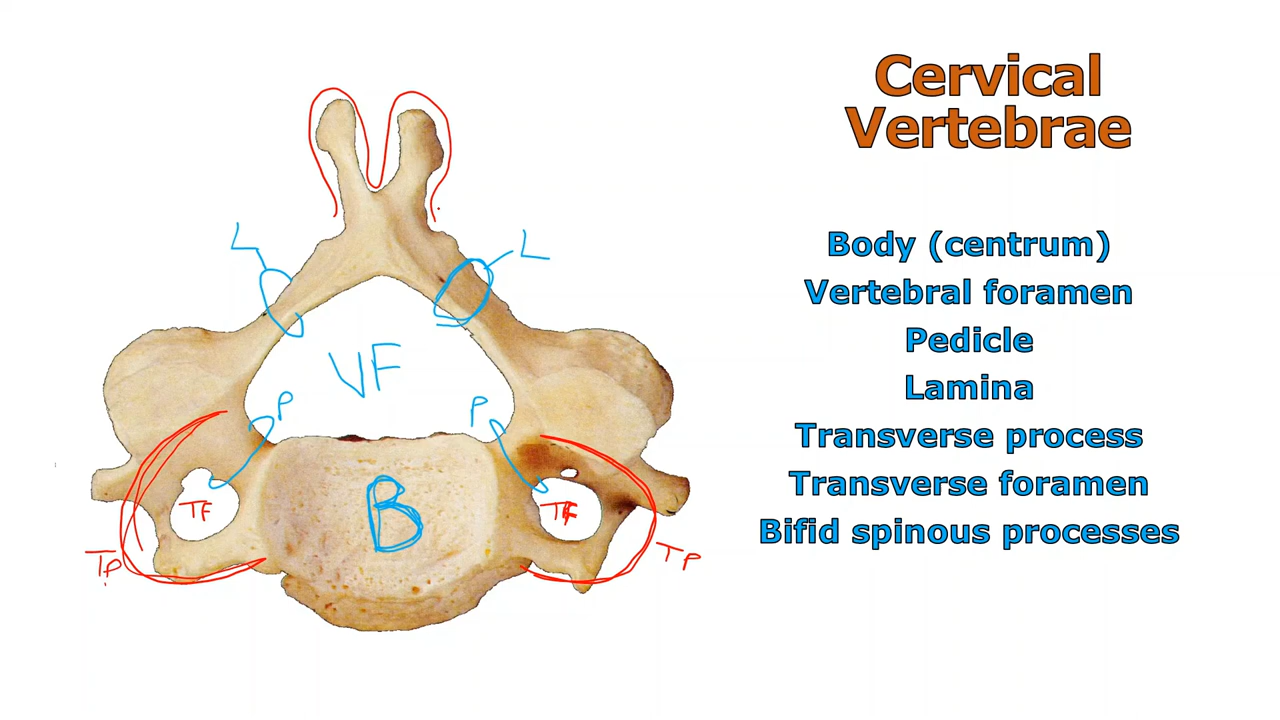 Cervical
Vertebrae
Body (centrum)
Vertebral foramen
Pedicle
Lamina
Transverse process
Transverse foramen
Bifid spinous processes
L
L
VF
P
P
B
TF
TF
TP
TP